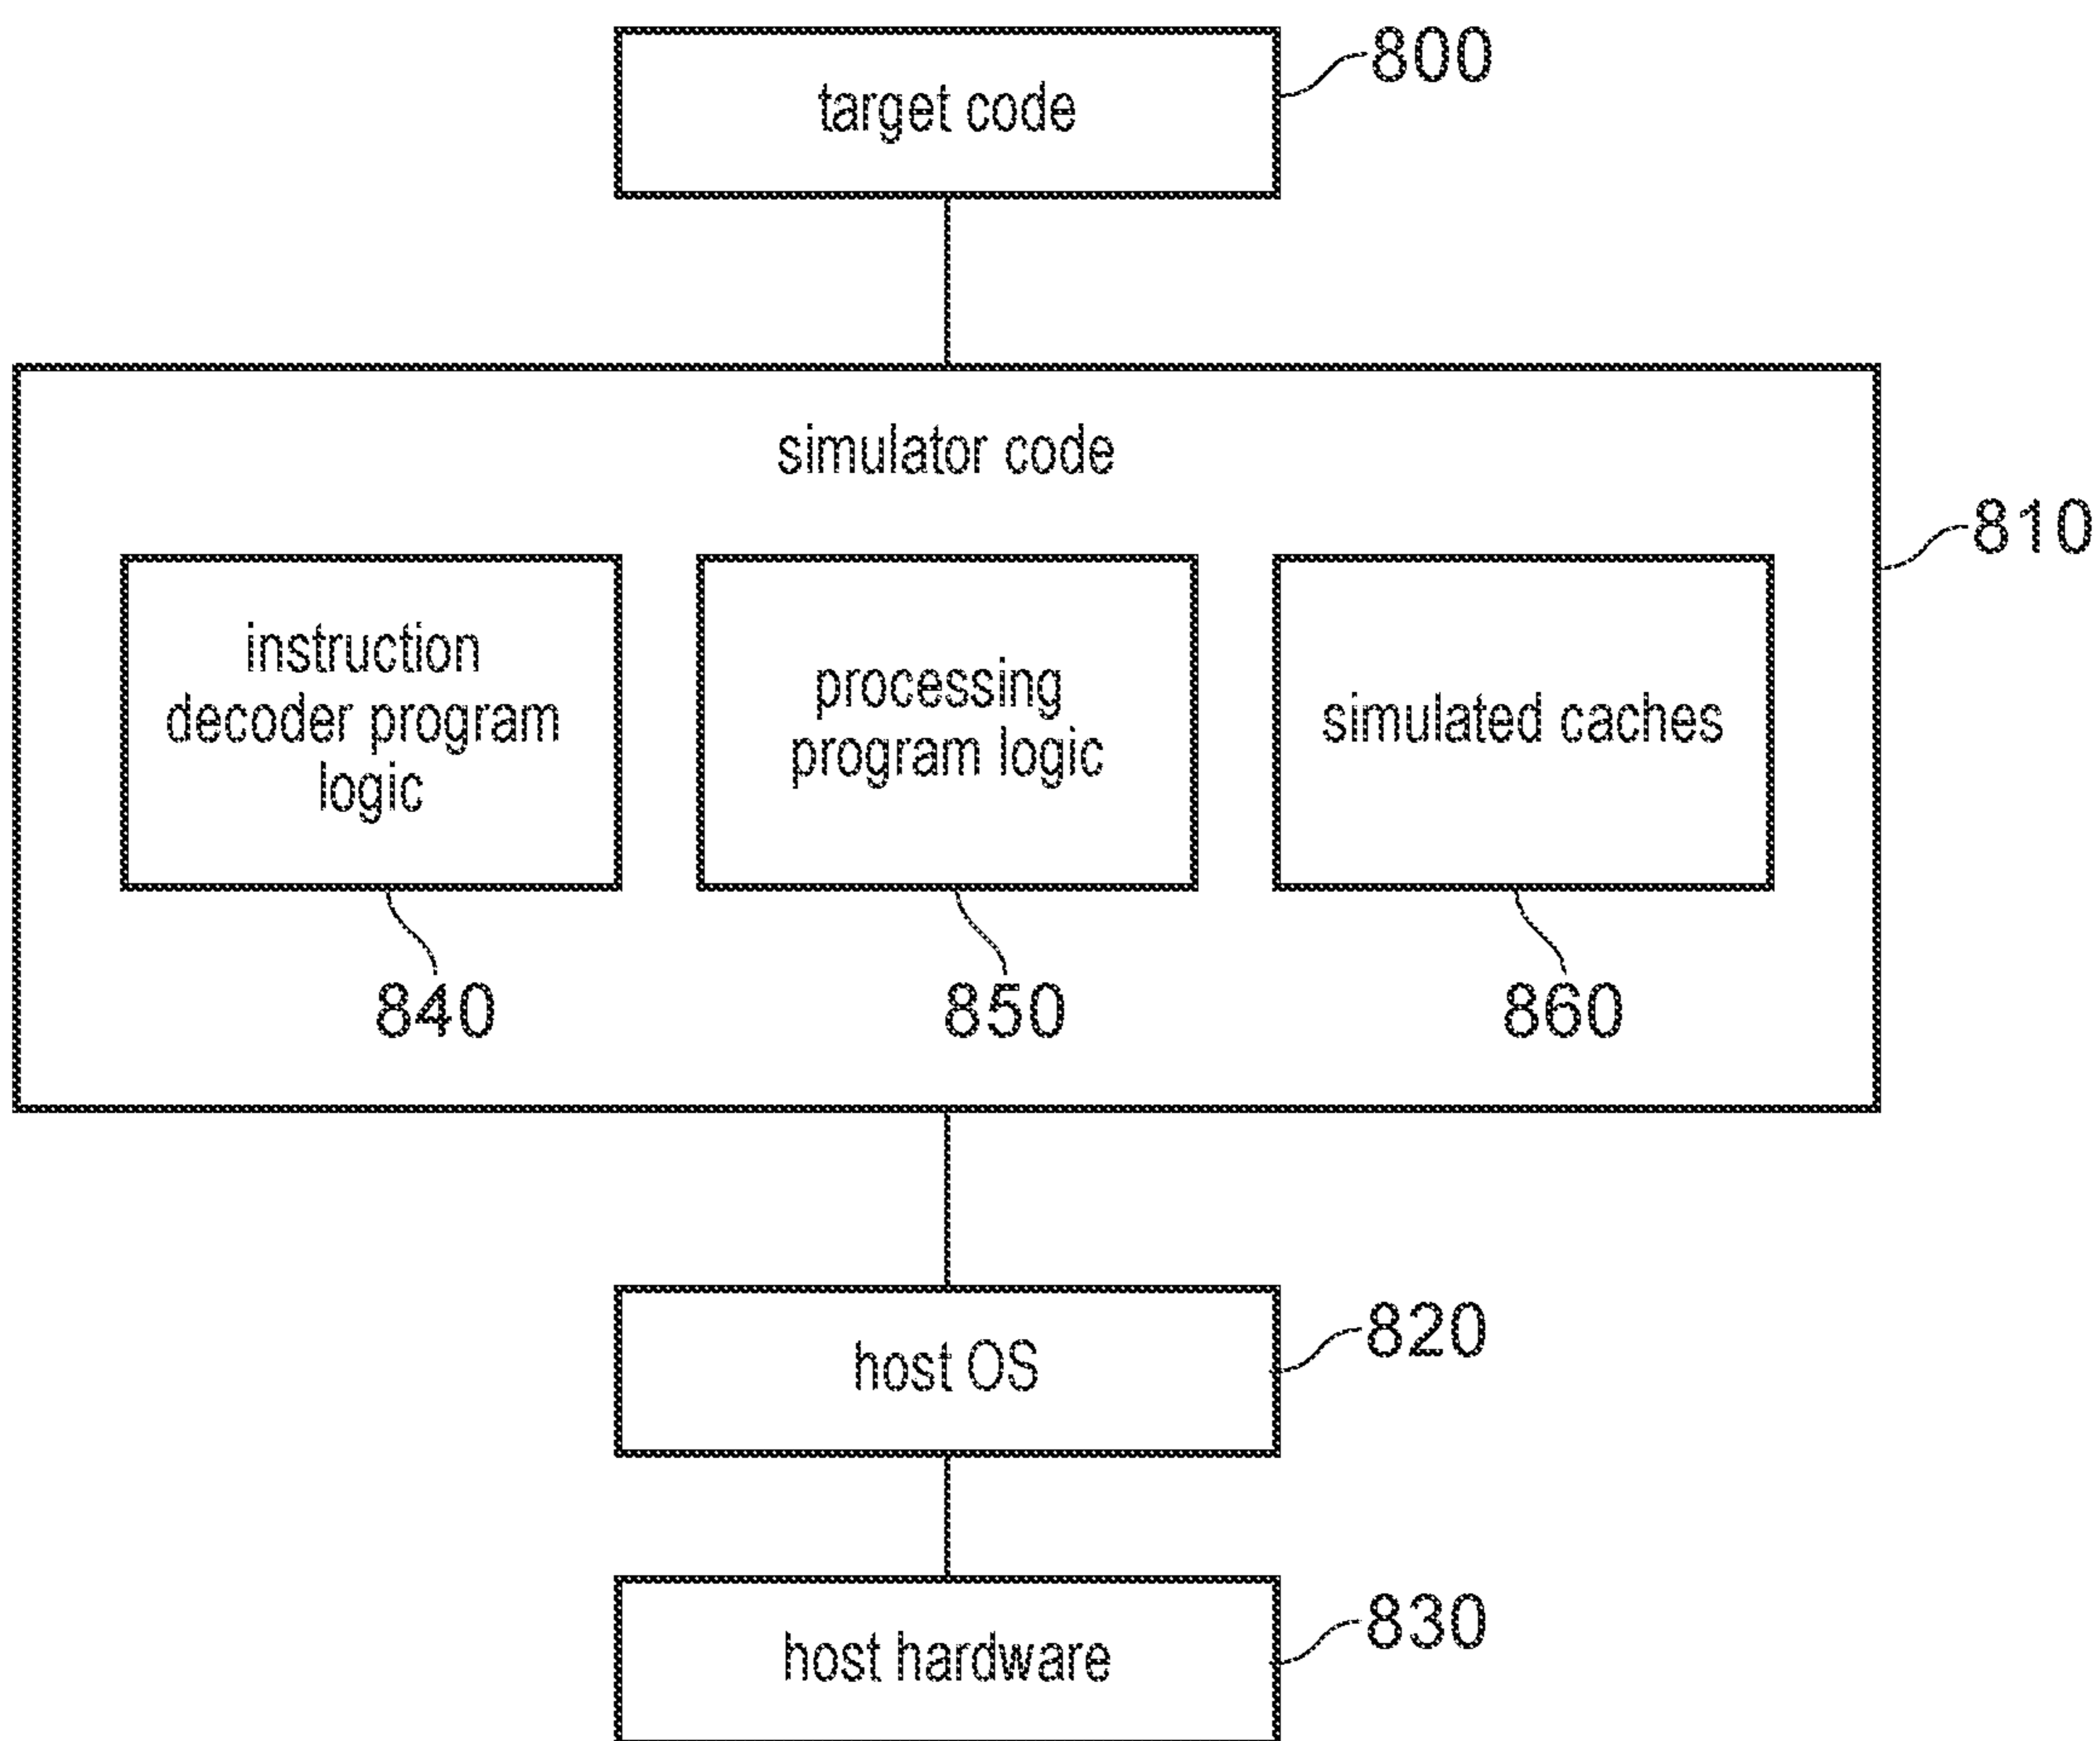 800
target code
simulator code
810
instruction
decoder program
logic
processing
program logic
simulated caches
840
850
860
host OS
820
host hardware
830